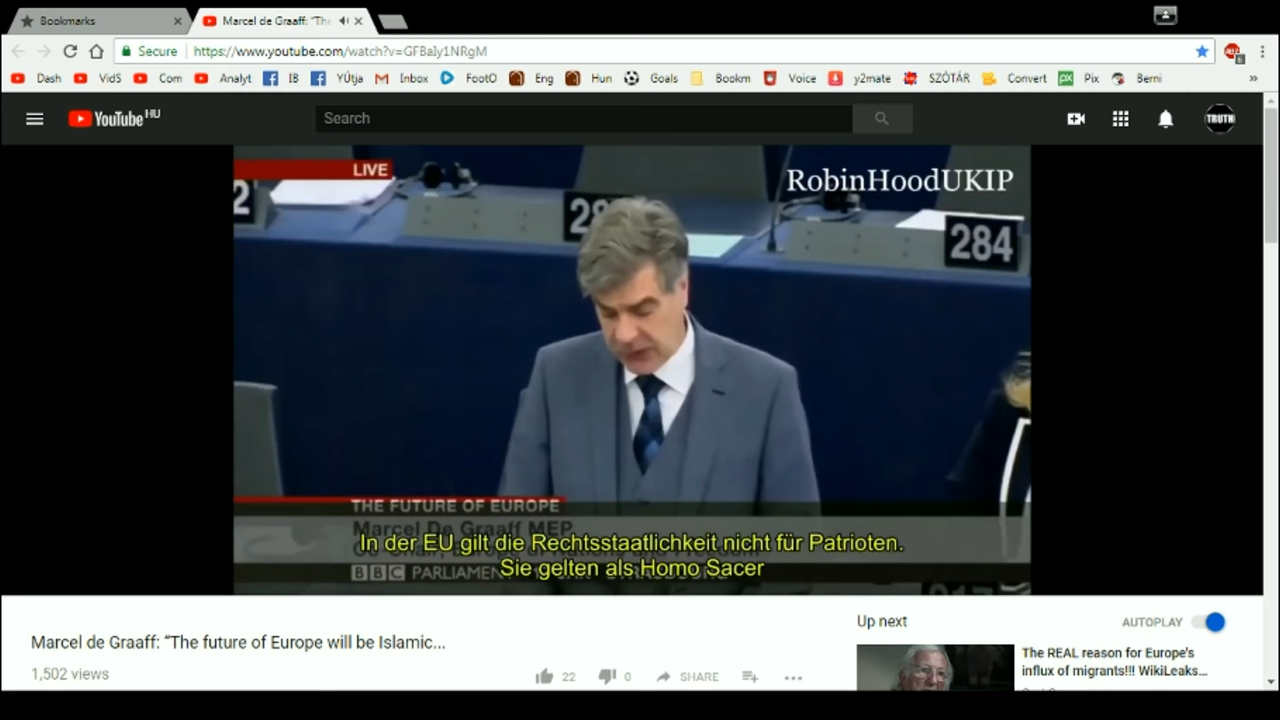 Bookmarks
Marcel de Graaff: “The
Secure
https://www.youtube.com/watch?v=GFBaJy1NRgM
Dash VidS Com Analyt IB YÚtja Inbox FootO Eng Hun Goals Bookm Voice y2mate SZÓTÁR Convert Pix Berni »
YouTube HU
Search
TRUTH
LIVE
RobinHoodUKIP
2
28
284
THE FUTURE OF EUROPE
Marcel De Graaff MEP
In der EU gilt die Rechtsstaatlichkeit nicht für Patrioten.
Sie gelten als Homo Sacer
BBC PARLIAMEN
Marcel de Graaff: “The future of Europe will be Islamic...
1,502 views
22
0
SHARE
Up next
AUTOPLAY
The REAL reason for Europe's
influx of migrants!!! WikiLeaks...